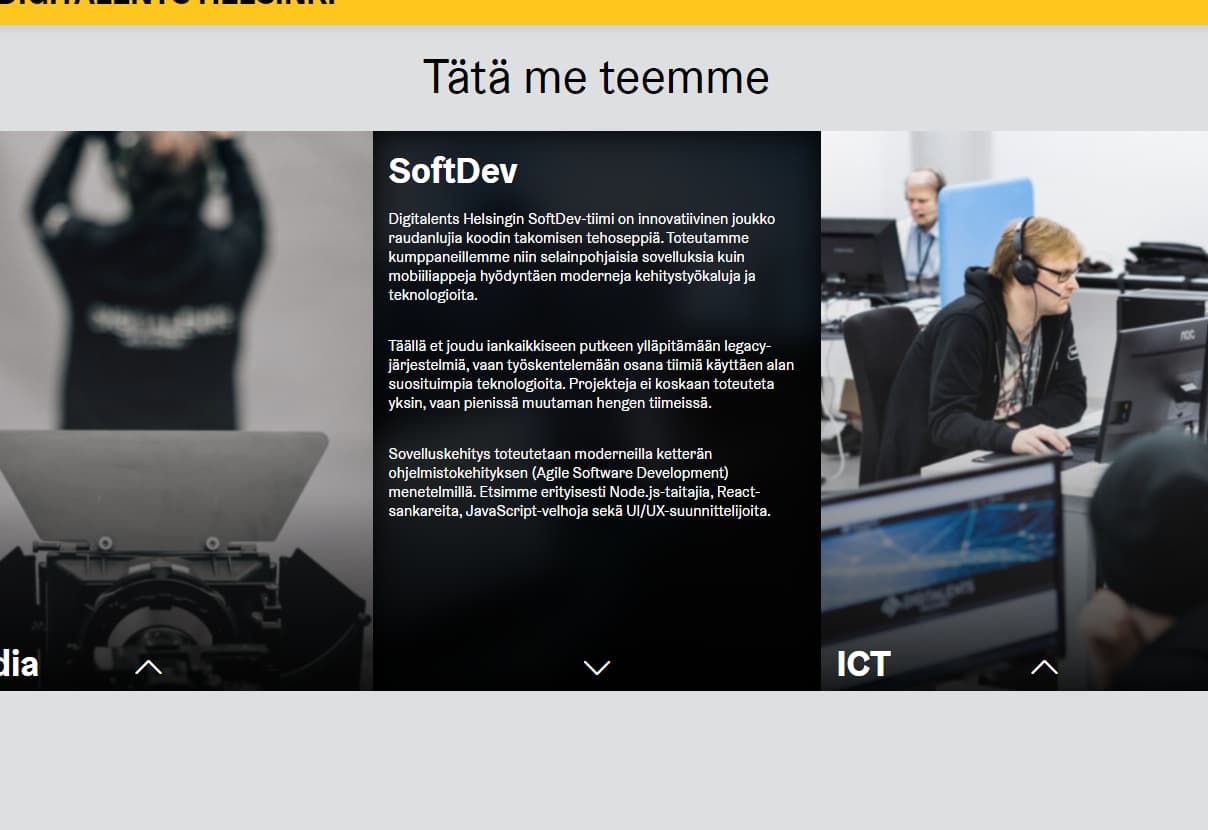 DIGITALENTS HELSINKI
Tätä me teemme
SoftDev
Digitalents Helsingin SoftDev-tiimi on innovatiivinen joukko
raudanlujia koodin takomisen tehoseppiä. Toteutamme
kumppaneillemme niin selainpohjaisia sovelluksia kuin
mobiiliappeja hyödyntäen moderneja kehitystyökaluja ja
teknologioita.
Täällä et joudu iankaikkiseen putkeen ylläpitämään legacy-
järjestelmiä, vaan työskentelemään osana tiimiä käyttäen alan
suosituimpia teknologioita. Projekteja ei koskaan toteuteta
yksin, vaan pienissä muutaman hengen tiimeissä.
Sovelluskehitys toteutetaan moderneilla ketterän
ohjelmistokehityksen (Agile Software Development)
menetelmillä. Etsimme erityisesti Node.js-taitajia, React-
sankareita, JavaScript-velhoja sekä UI/UX-suunnittelijoita.
AOC
DIGITALENTS
dia
ICT